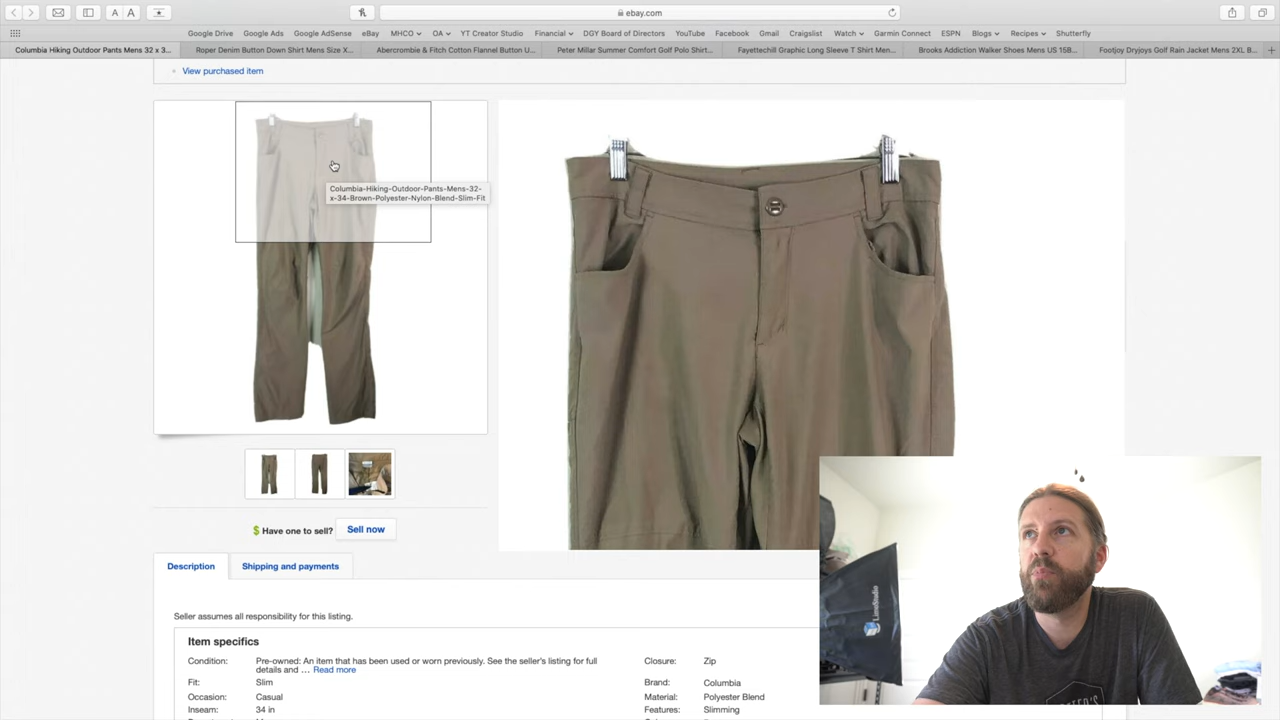 ebay.com
Google Drive Google Ads Google AdSense eBay MHCO OA YT Creator Studio Financial DGY Board of Directors YouTube Facebook Craigslist Gmail Watch Garmin Connect ESPN Blogs Recipes Shutterfly
Columbia Hiking Outdoor Pants Mens 32 x 3... Roper Denim Button Down Shirt Mens Size X... Abercrombie & Fitch Cotton Flannel Button U... Peter Millar Summer Comfort Golf Polo Shirt... Fayettechill Graphic Long Sleeve T Shirt Men... Brooks Addiction Walker Shoes Mens US 15B... Footjoy Dryjoys Golf Rain Jacket Mens 2XL B...
View purchased item
Columbia-Hiking-Outdoor-Pants-Mens-32-
x-34-Brown-Polyester-Nylon-Blend-Slim-Fit
$ Have one to sell? Sell now
Description Shipping and payments
Seller assumes all responsibility for this listing.
Item specifics
Condition: Pre-owned: An item that has been used or worn previously. See the seller's listing for full
details and ... Read more
Closure: Zip
Fit: Slim
Brand: Columbia
Occasion: Casual
Material: Polyester Blend
Inseam: 34 in
Features: Slimming
LimoStudio